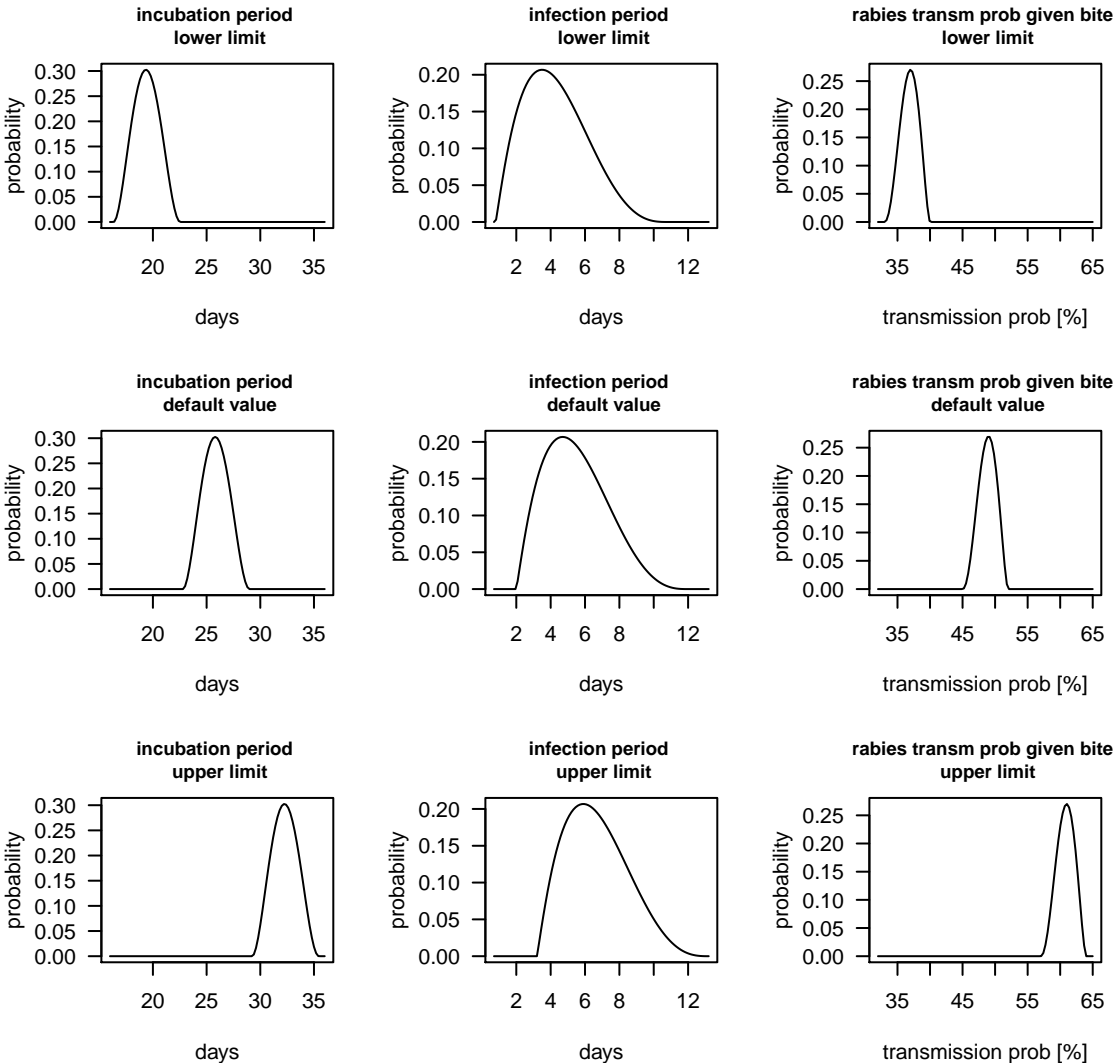 incubation period
lower limit
probability
0.30
0.25
0.20
0.15
0.10
0.05
0.00
20 25 30 35
days
infection period
lower limit
probability
0.20
0.15
0.10
0.05
0.00
2 4 6 8 12
days
rabies transm prob given bite
lower limit
probability
0.25
0.20
0.15
0.10
0.05
0.00
35 45 55 65
transmission prob [%]
incubation period
default value
probability
0.30
0.25
0.20
0.15
0.10
0.05
0.00
20 25 30 35
days
infection period
default value
probability
0.20
0.15
0.10
0.05
0.00
2 4 6 8 12
days
rabies transm prob given bite
default value
probability
0.25
0.20
0.15
0.10
0.05
0.00
35 45 55 65
transmission prob [%]
incubation period
upper limit
probability
0.30
0.25
0.20
0.15
0.10
0.05
0.00
20 25 30 35
days
infection period
upper limit
probability
0.20
0.15
0.10
0.05
0.00
2 4 6 8 12
days
rabies transm prob given bite
upper limit
probability
0.25
0.20
0.15
0.10
0.05
0.00
35 45 55 65
transmission prob [%]